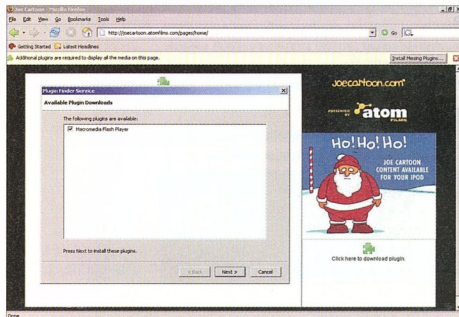 Joe Cartoon - Mozilla Firefox
File Edit View Go Bookmarks Tools Help
http://joecartoon.atomfilms.com/pages/home/
Go
Getting Started Latest Headlines
Additional plugins are required to display all the media on this page.
Install Missing Plugins...
Plugin Finder Service
Available Plugin Downloads
The following plugins are available:
Macromedia Flash Player
Press Next to install these plugins.
< Back
Next >
Cancel
JOECARTOON.COM
PRESENTED BY atom FILMS
Ho! Ho! Ho!
JOE CARTOON
CONTENT AVAILABLE
FOR YOUR IPOD
Click here to download plugin.
Done